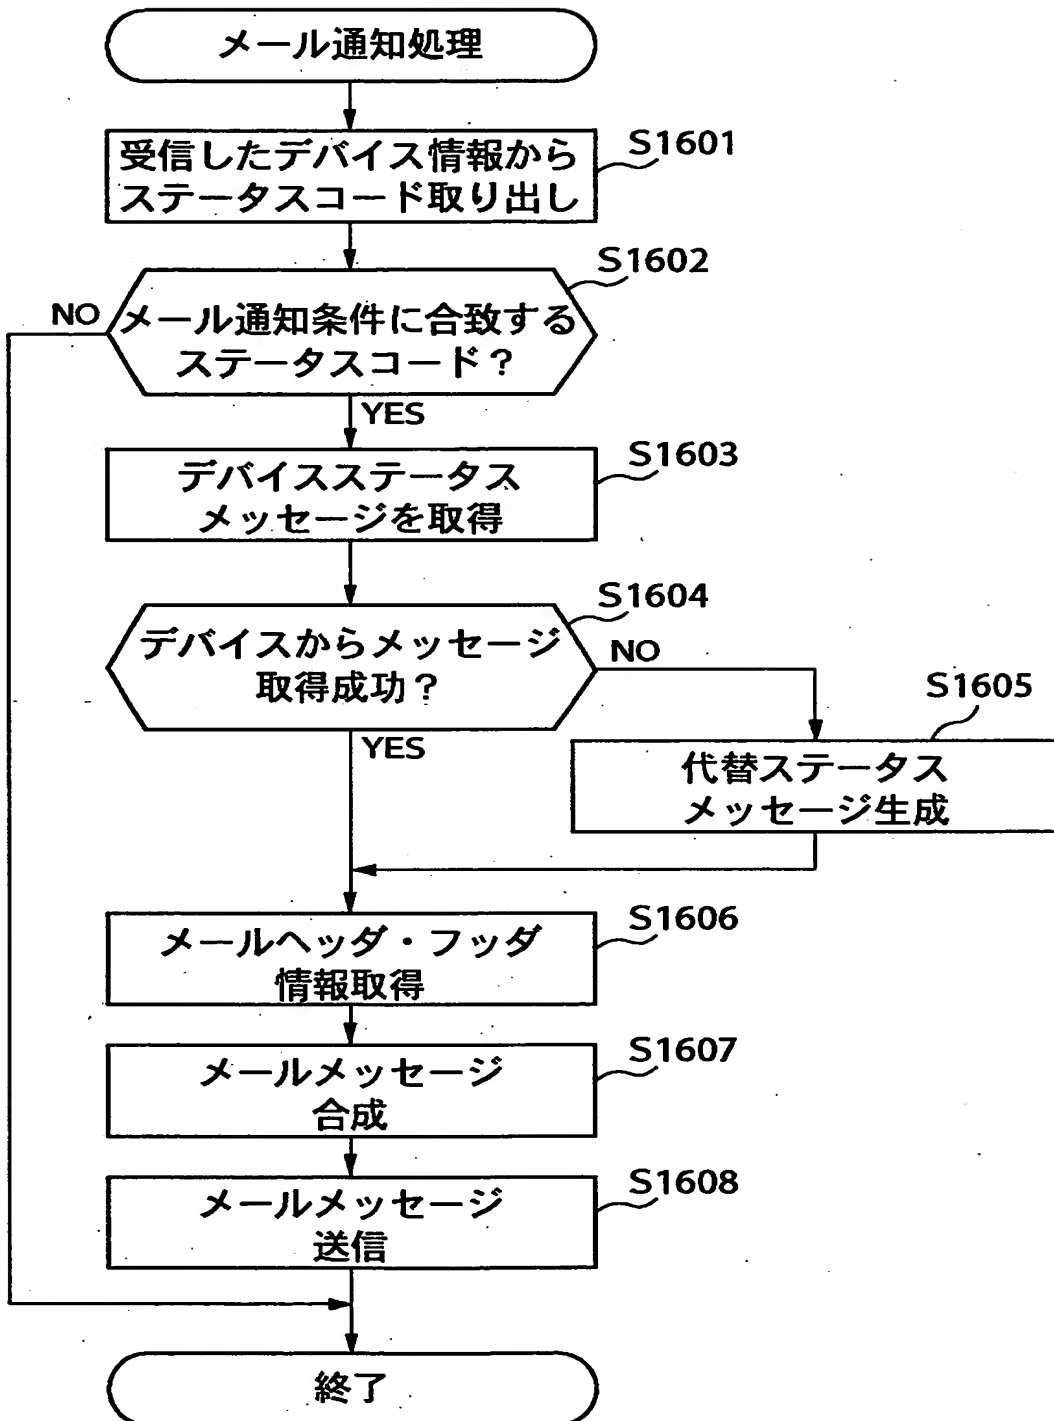 メール通知処理
S1601
受信したデバイス情報から
ステータスコード取り出し
S1602
NO
メール通知条件に合致する
ステータスコード？
YES
S1603
デバイスステータス
メッセージを取得
S1604
デバイスからメッセージ
取得成功？
NO
YES
S1605
代替ステータス
メッセージ生成
S1606
メールヘッダ・フッダ
情報取得
S1607
メールメッセージ
合成
S1608
メールメッセージ
送信
終了